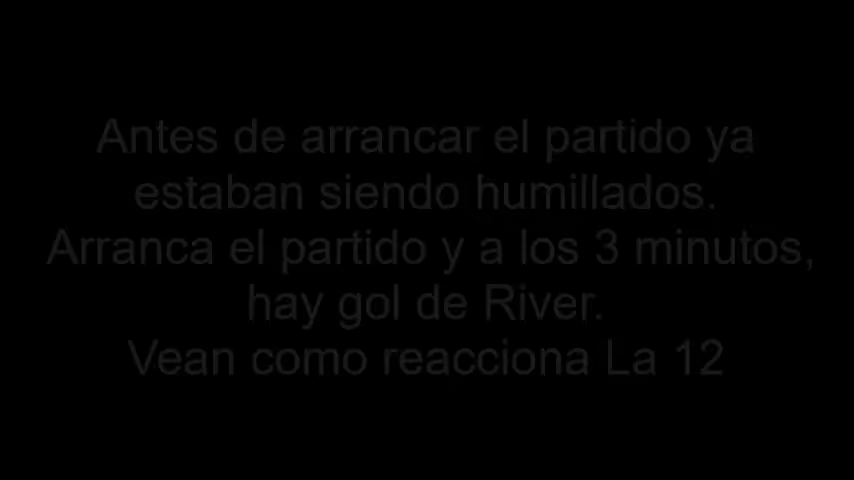 Antes de arrancar el partido ya
estaban siendo humillados.
Arranca el partido y a los 3 minutos,
hay gol de River.
Vean como reacciona La 12